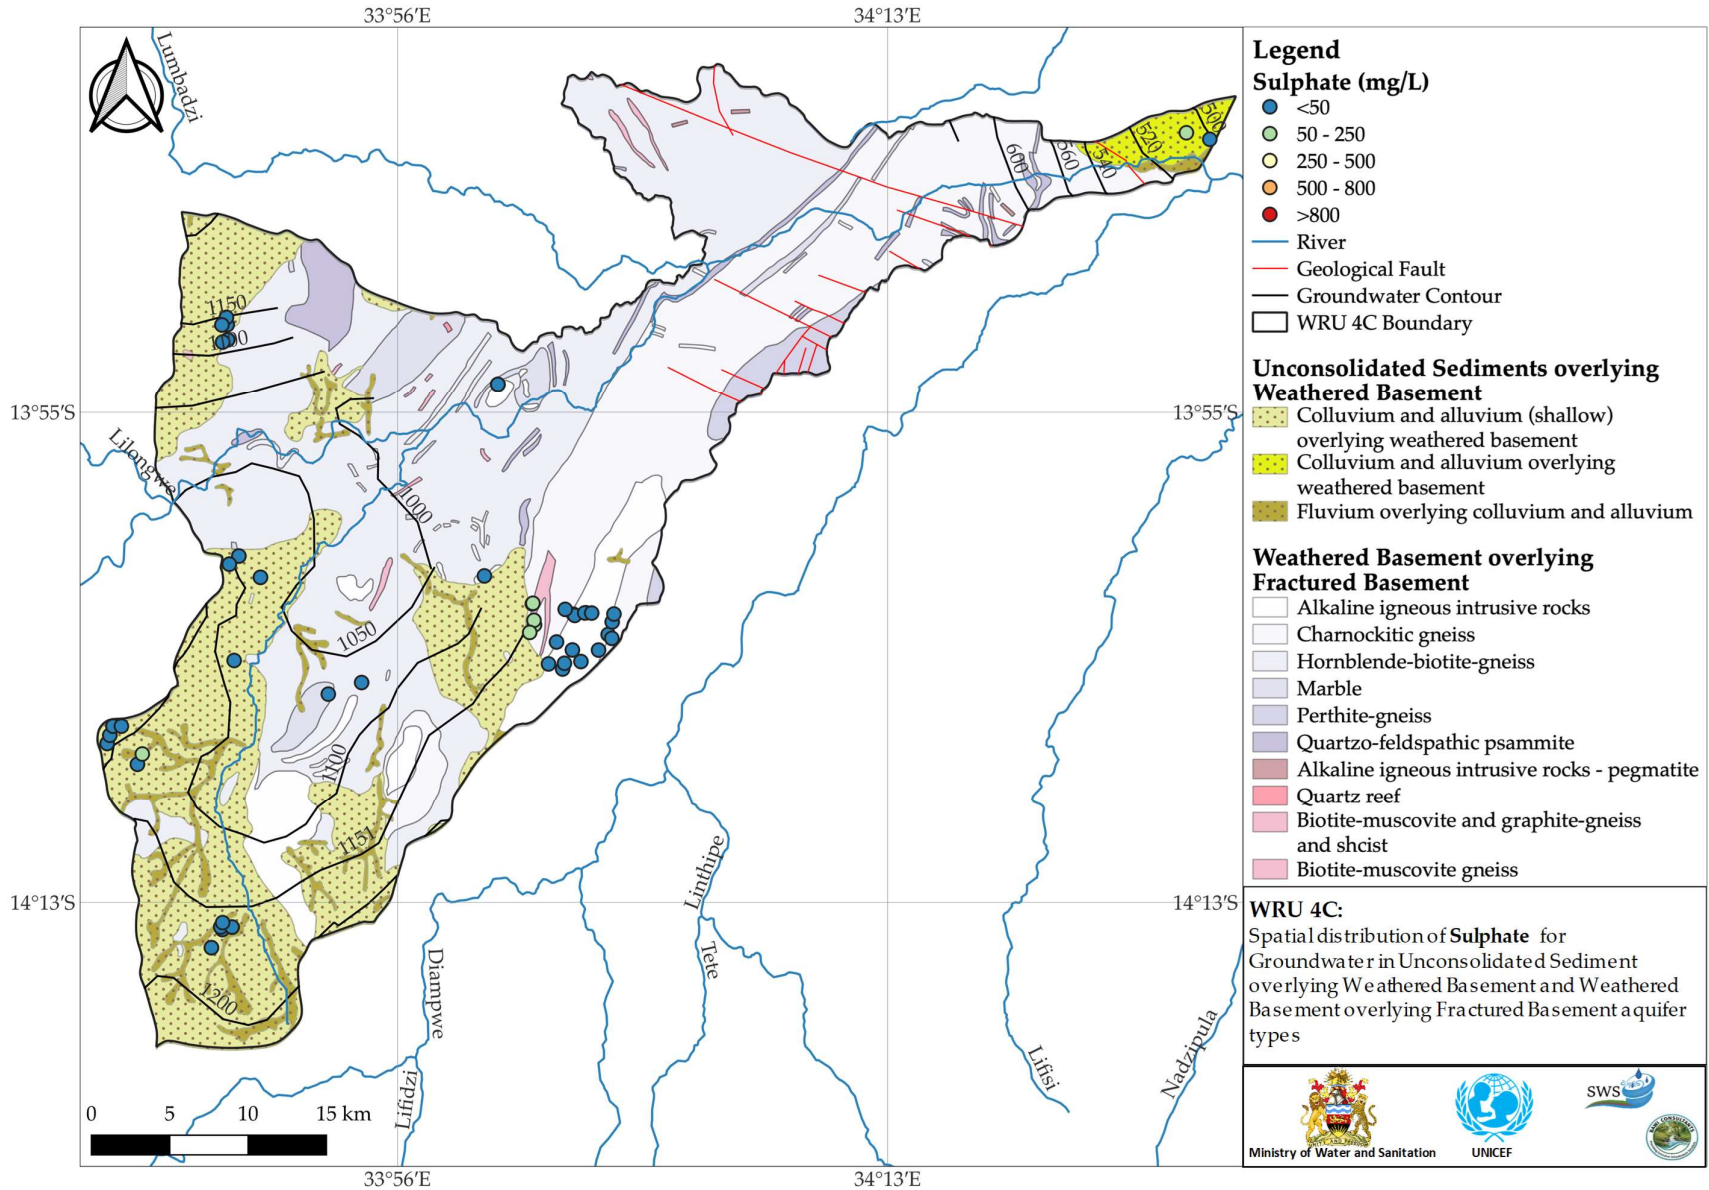 33°56′E
34°13′E
Lumbadzi
1150
500
520
540
560
600
13°55′S
13°55′S
Lilongwe
1000
1050
1100
1151
1200
14°13′S
14°13′S
Linthipe
Tete
Diampwe
Lifidzi
Lifisi
Nadzipula
0 5 10 15 km
33°56′E
34°13′E
Legend
Sulphate (mg/L)
<50
50 - 250
250 - 500
500 - 800
>800
River
Geological Fault
Groundwater Contour
WRU 4C Boundary
Unconsolidated Sediments overlying
Weathered Basement
Colluvium and alluvium (shallow)
overlying weathered basement
Colluvium and alluvium overlying
weathered basement
Fluvium overlying colluvium and alluvium
Weathered Basement overlying
Fractured Basement
Alkaline igneous intrusive rocks
Charnockitic gneiss
Hornblende-biotite-gneiss
Marble
Perthite-gneiss
Quartzo-feldspathic psammite
Alkaline igneous intrusive rocks - pegmatite
Quartz reef
Biotite-muscovite and graphite-gneiss
and shcist
Biotite-muscovite gneiss
WRU 4C:
Spatial distribution of Sulphate for
Groundwater in Unconsolidated Sediment
overlying Weathered Basement and Weathered
Basement overlying Fractured Basement aquifer
types
Ministry of Water and Sanitation
UNICEF
SWS